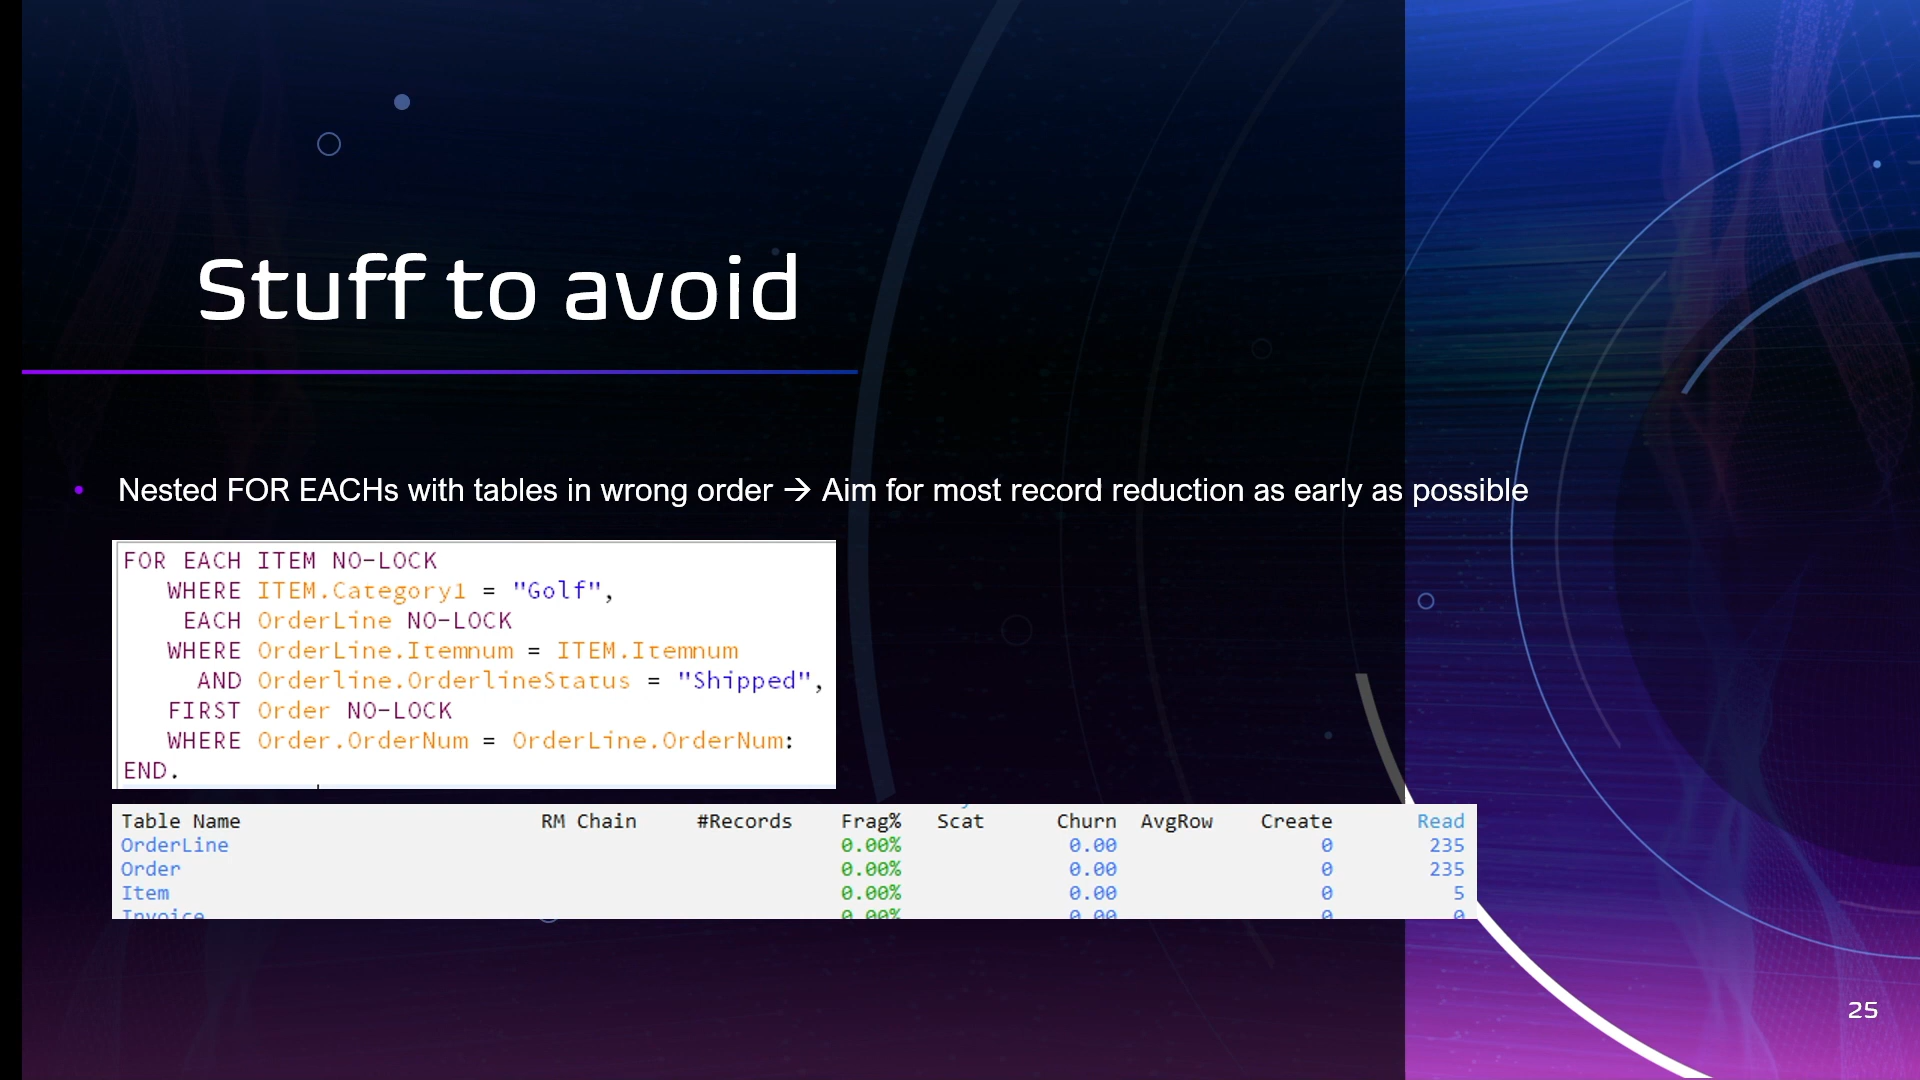 Stuff to avoid
• Nested FOR EACHs with tables in wrong order → Aim for most record reduction as early as possible
FOR EACH ITEM NO-LOCK
WHERE ITEM.Category1 = "Golf",
EACH OrderLine NO-LOCK
WHERE OrderLine.Itemnum = ITEM.Itemnum
AND Orderline.OrderlineStatus = "Shipped",
FIRST Order NO-LOCK
WHERE Order.OrderNum = OrderLine.OrderNum:
END.
Table Name RM Chain #Records Frag% Scat Churn AvgRow Create Read
OrderLine 0.00% 0.00 0 235
Order 0.00% 0.00 0 235
Item 0.00% 0.00 0 5
Invoice 0.00% 0.00 0 0
25